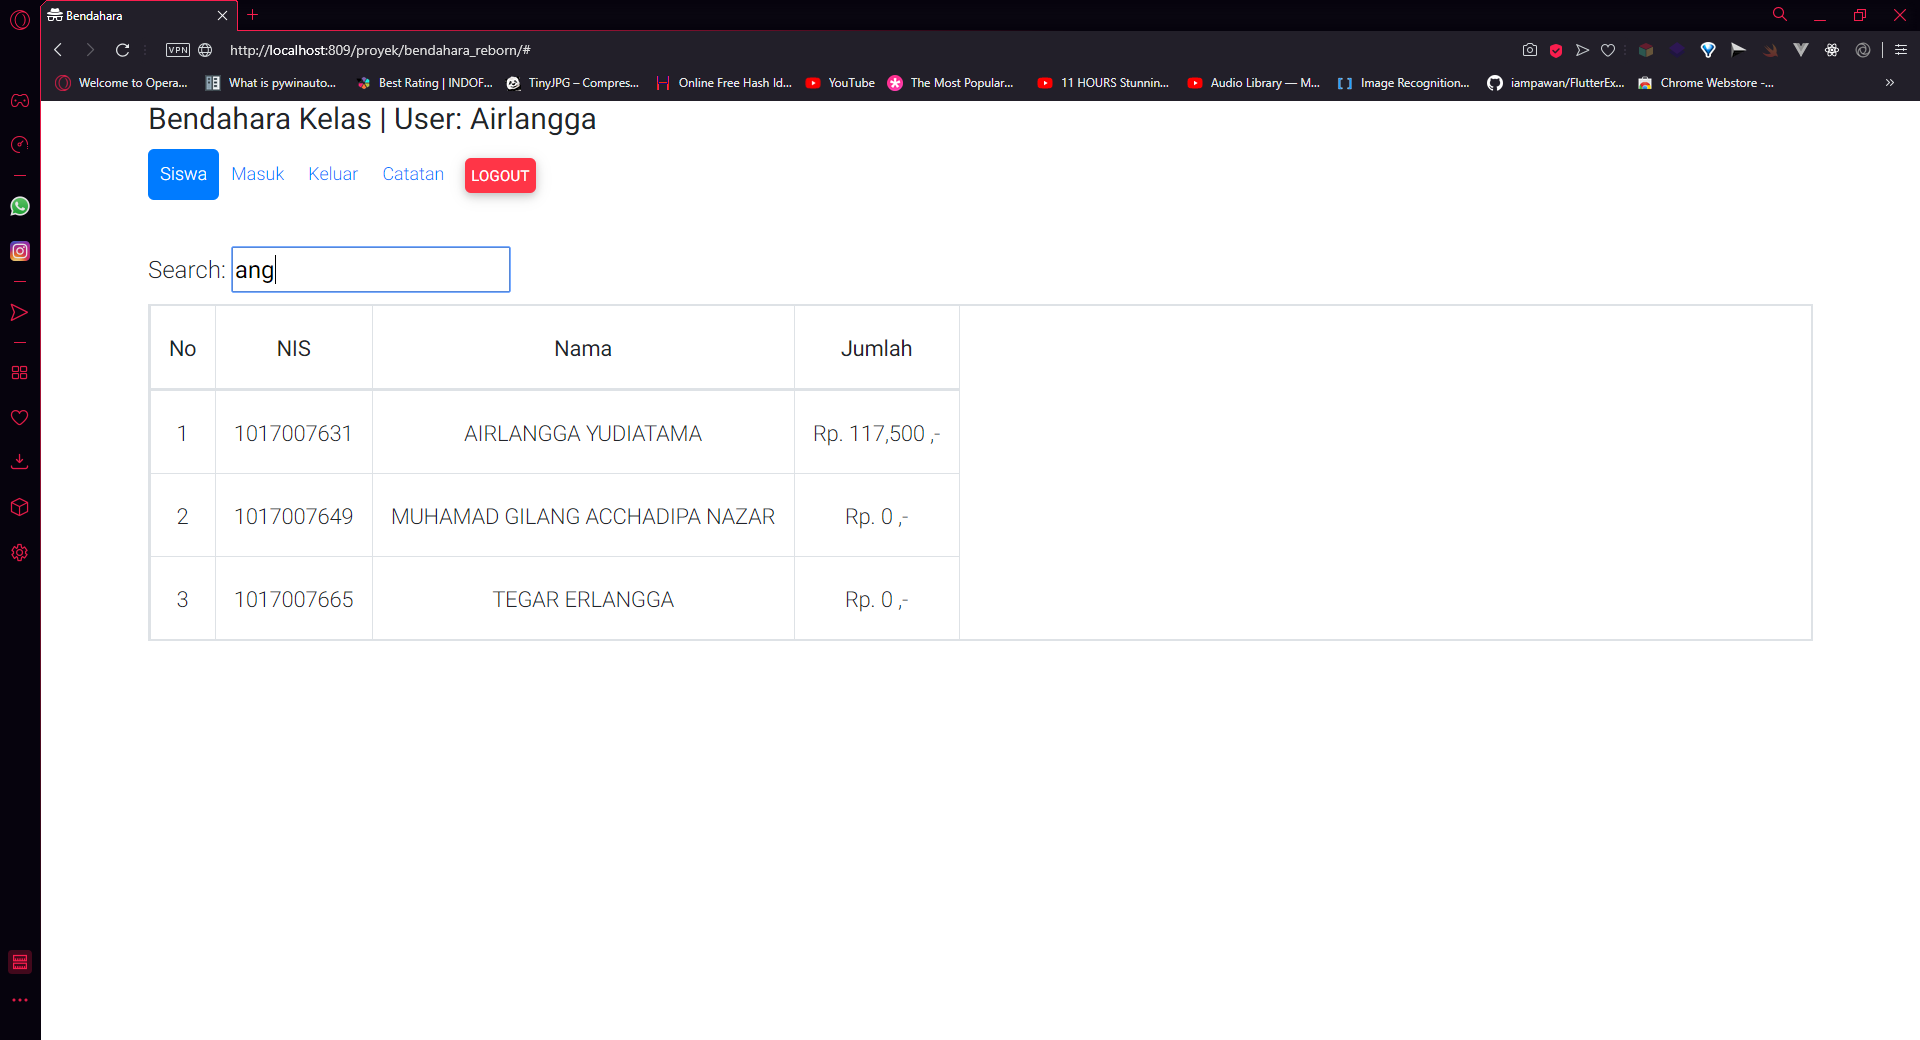 Bendahara
VPN http://localhost:809/proyek/bendahara_reborn/#
Welcome to Opera... What is pywinauto... Best Rating | INDOF... TinyJPG – Compres... Online Free Hash Id... YouTube The Most Popular... 11 HOURS Stunnin... Audio Library — M... Image Recognition... iampawan/FlutterEx... Chrome Webstore -... »
Bendahara Kelas | User: Airlangga
Siswa Masuk Keluar Catatan LOGOUT
Search: ang
No NIS Nama Jumlah
1 1017007631 AIRLANGGA YUDIATAMA Rp. 117,500 ,-
2 1017007649 MUHAMAD GILANG ACCHADIPA NAZAR Rp. 0 ,-
3 1017007665 TEGAR ERLANGGA Rp. 0 ,-